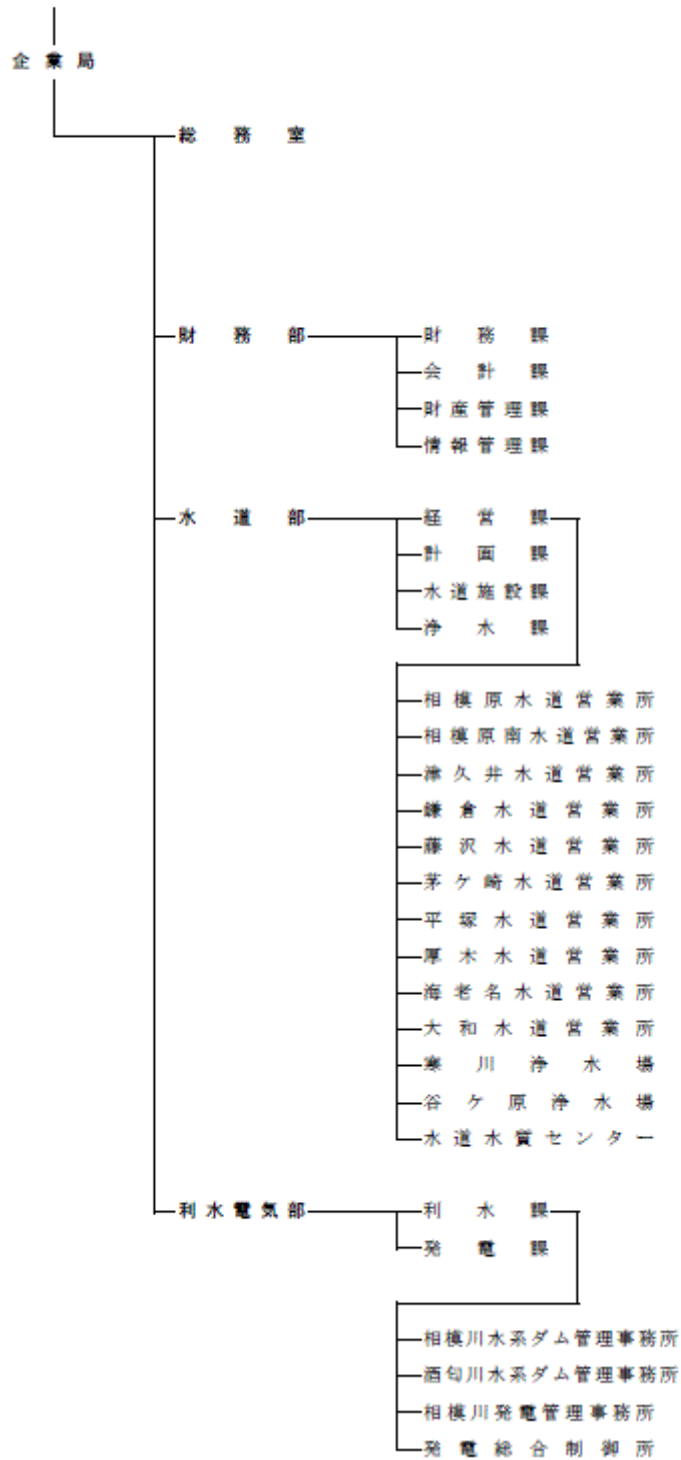 企業局
総務室
財務部 財務課
会計課
財産管理課
情報管理課
水道部 経営課
計画課
水道施設課
浄水課
相模原水道営業所
相模原南水道営業所
津久井水道営業所
鎌倉水道営業所
藤沢水道営業所
茅ケ崎水道営業所
平塚水道営業所
厚木水道営業所
海老名水道営業所
大和水道営業所
寒川浄水場
谷ケ原浄水場
水道水質センター
利水電気部 利水課
発電課
相模川水系ダム管理事務所
酒匂川水系ダム管理事務所
相模川発電管理事務所
発電総合制御所